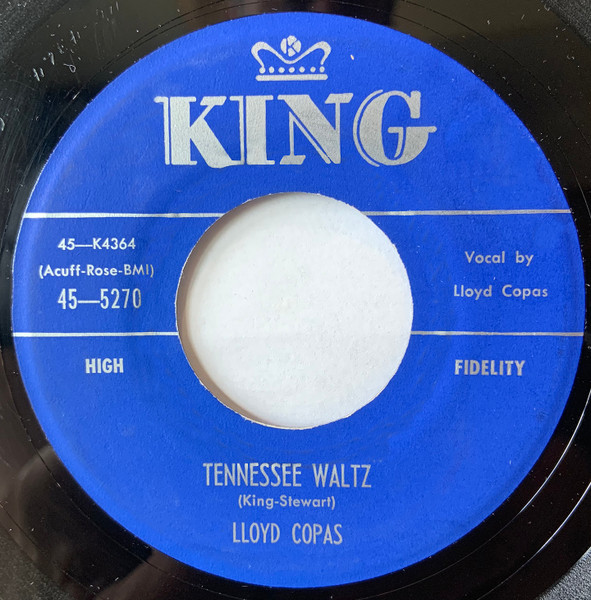 K
KING
45—K4364
(Acuff-Rose-BMI)
45—5270
Vocal by
Lloyd Copas
HIGH
FIDELITY
TENNESSEE WALTZ
(King-Stewart)
LLOYD COPAS